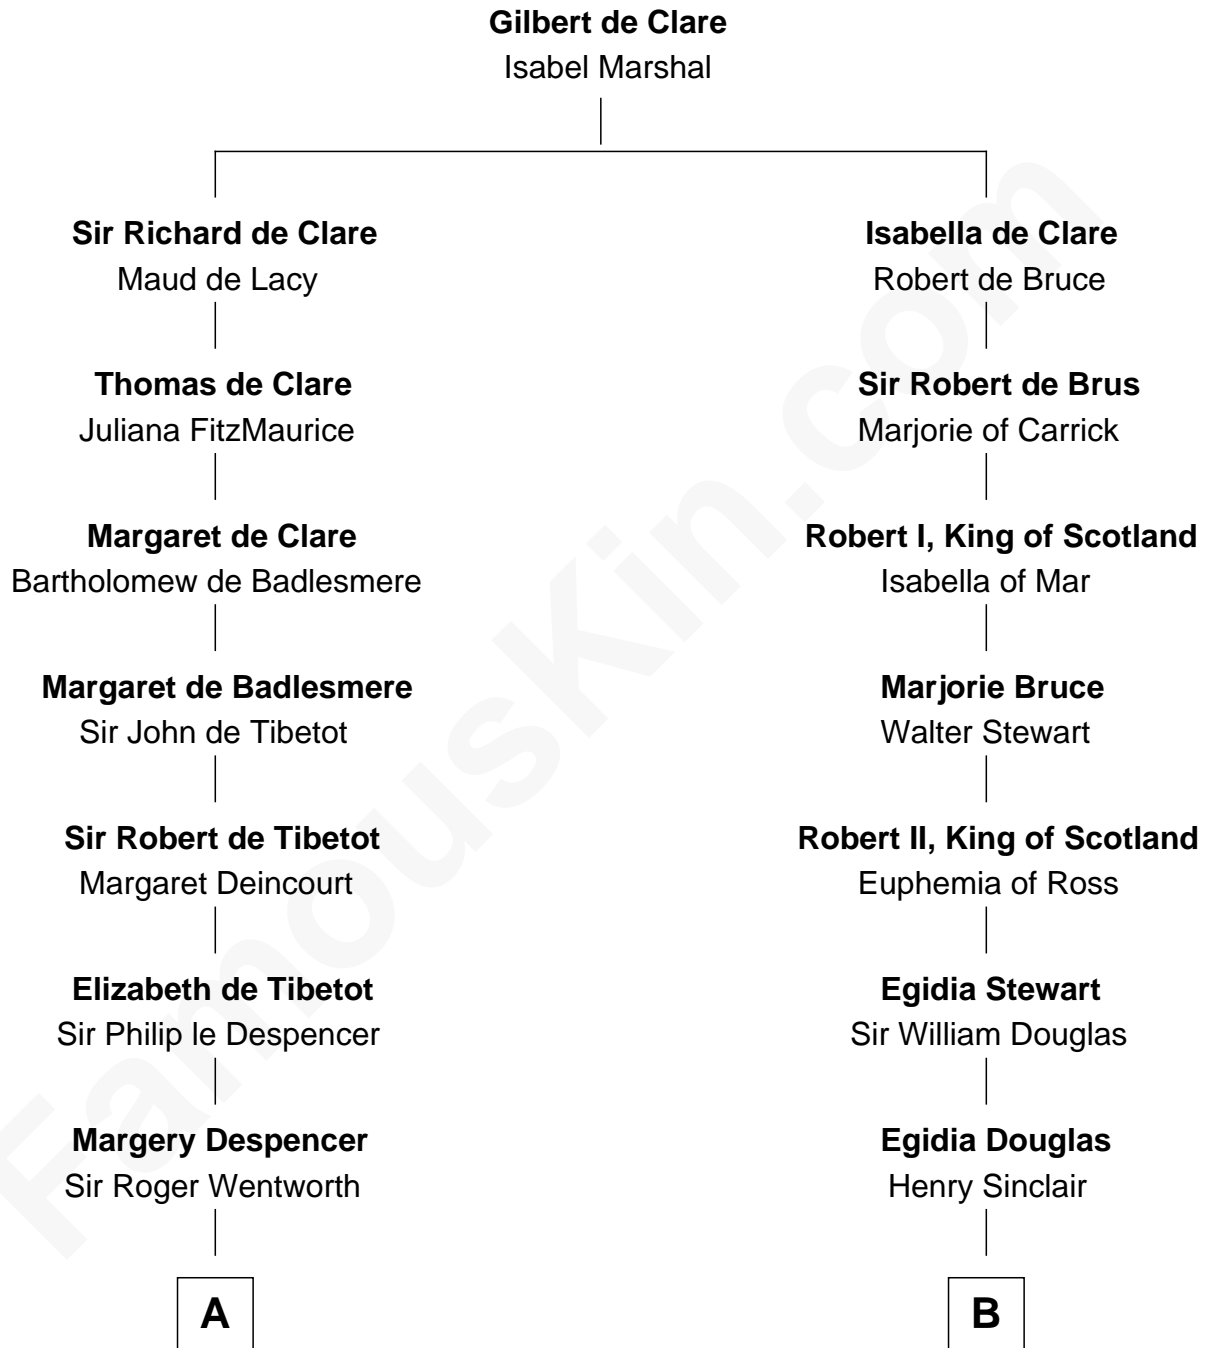 Gilbert de Clare
Isabel Marshal
Sir Richard de Clare
Maud de Lacy
Thomas de Clare
Juliana FitzMaurice
Margaret de Clare
Bartholomew de Badlesmere
Margaret de Badlesmere
Sir John de Tibetot
Sir Robert de Tibetot
Margaret Deincourt
Elizabeth de Tibetot
Sir Philip le Despencer
Margery Despencer
Sir Roger Wentworth
A
Isabella de Clare
Robert de Bruce
Sir Robert de Brus
Marjorie of Carrick
Robert I, King of Scotland
Isabella of Mar
Marjorie Bruce
Walter Stewart
Robert II, King of Scotland
Euphemia of Ross
Egidia Stewart
Sir William Douglas
Egidia Douglas
Henry Sinclair
B
FamousKin.com